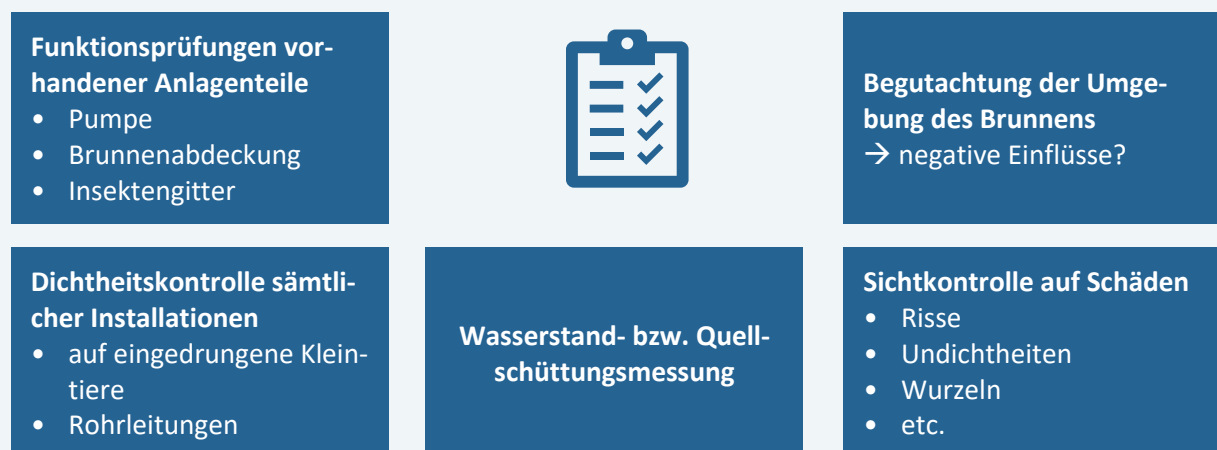 Funktionsprüfungen vor-
handener Anlagenteile
• Pumpe
• Brunnenabdeckung
• Insektengitter
Begutachtung der Umge-
bung des Brunnens
→ negative Einflüsse?
Dichtheitskontrolle sämtli-
cher Installationen
• auf eingedrungene Klein-
tiere
• Rohrleitungen
Wasserstand- bzw. Quell-
schüttungsmessung
Sichtkontrolle auf Schäden
• Risse
• Undichtheiten
• Wurzeln
• etc.